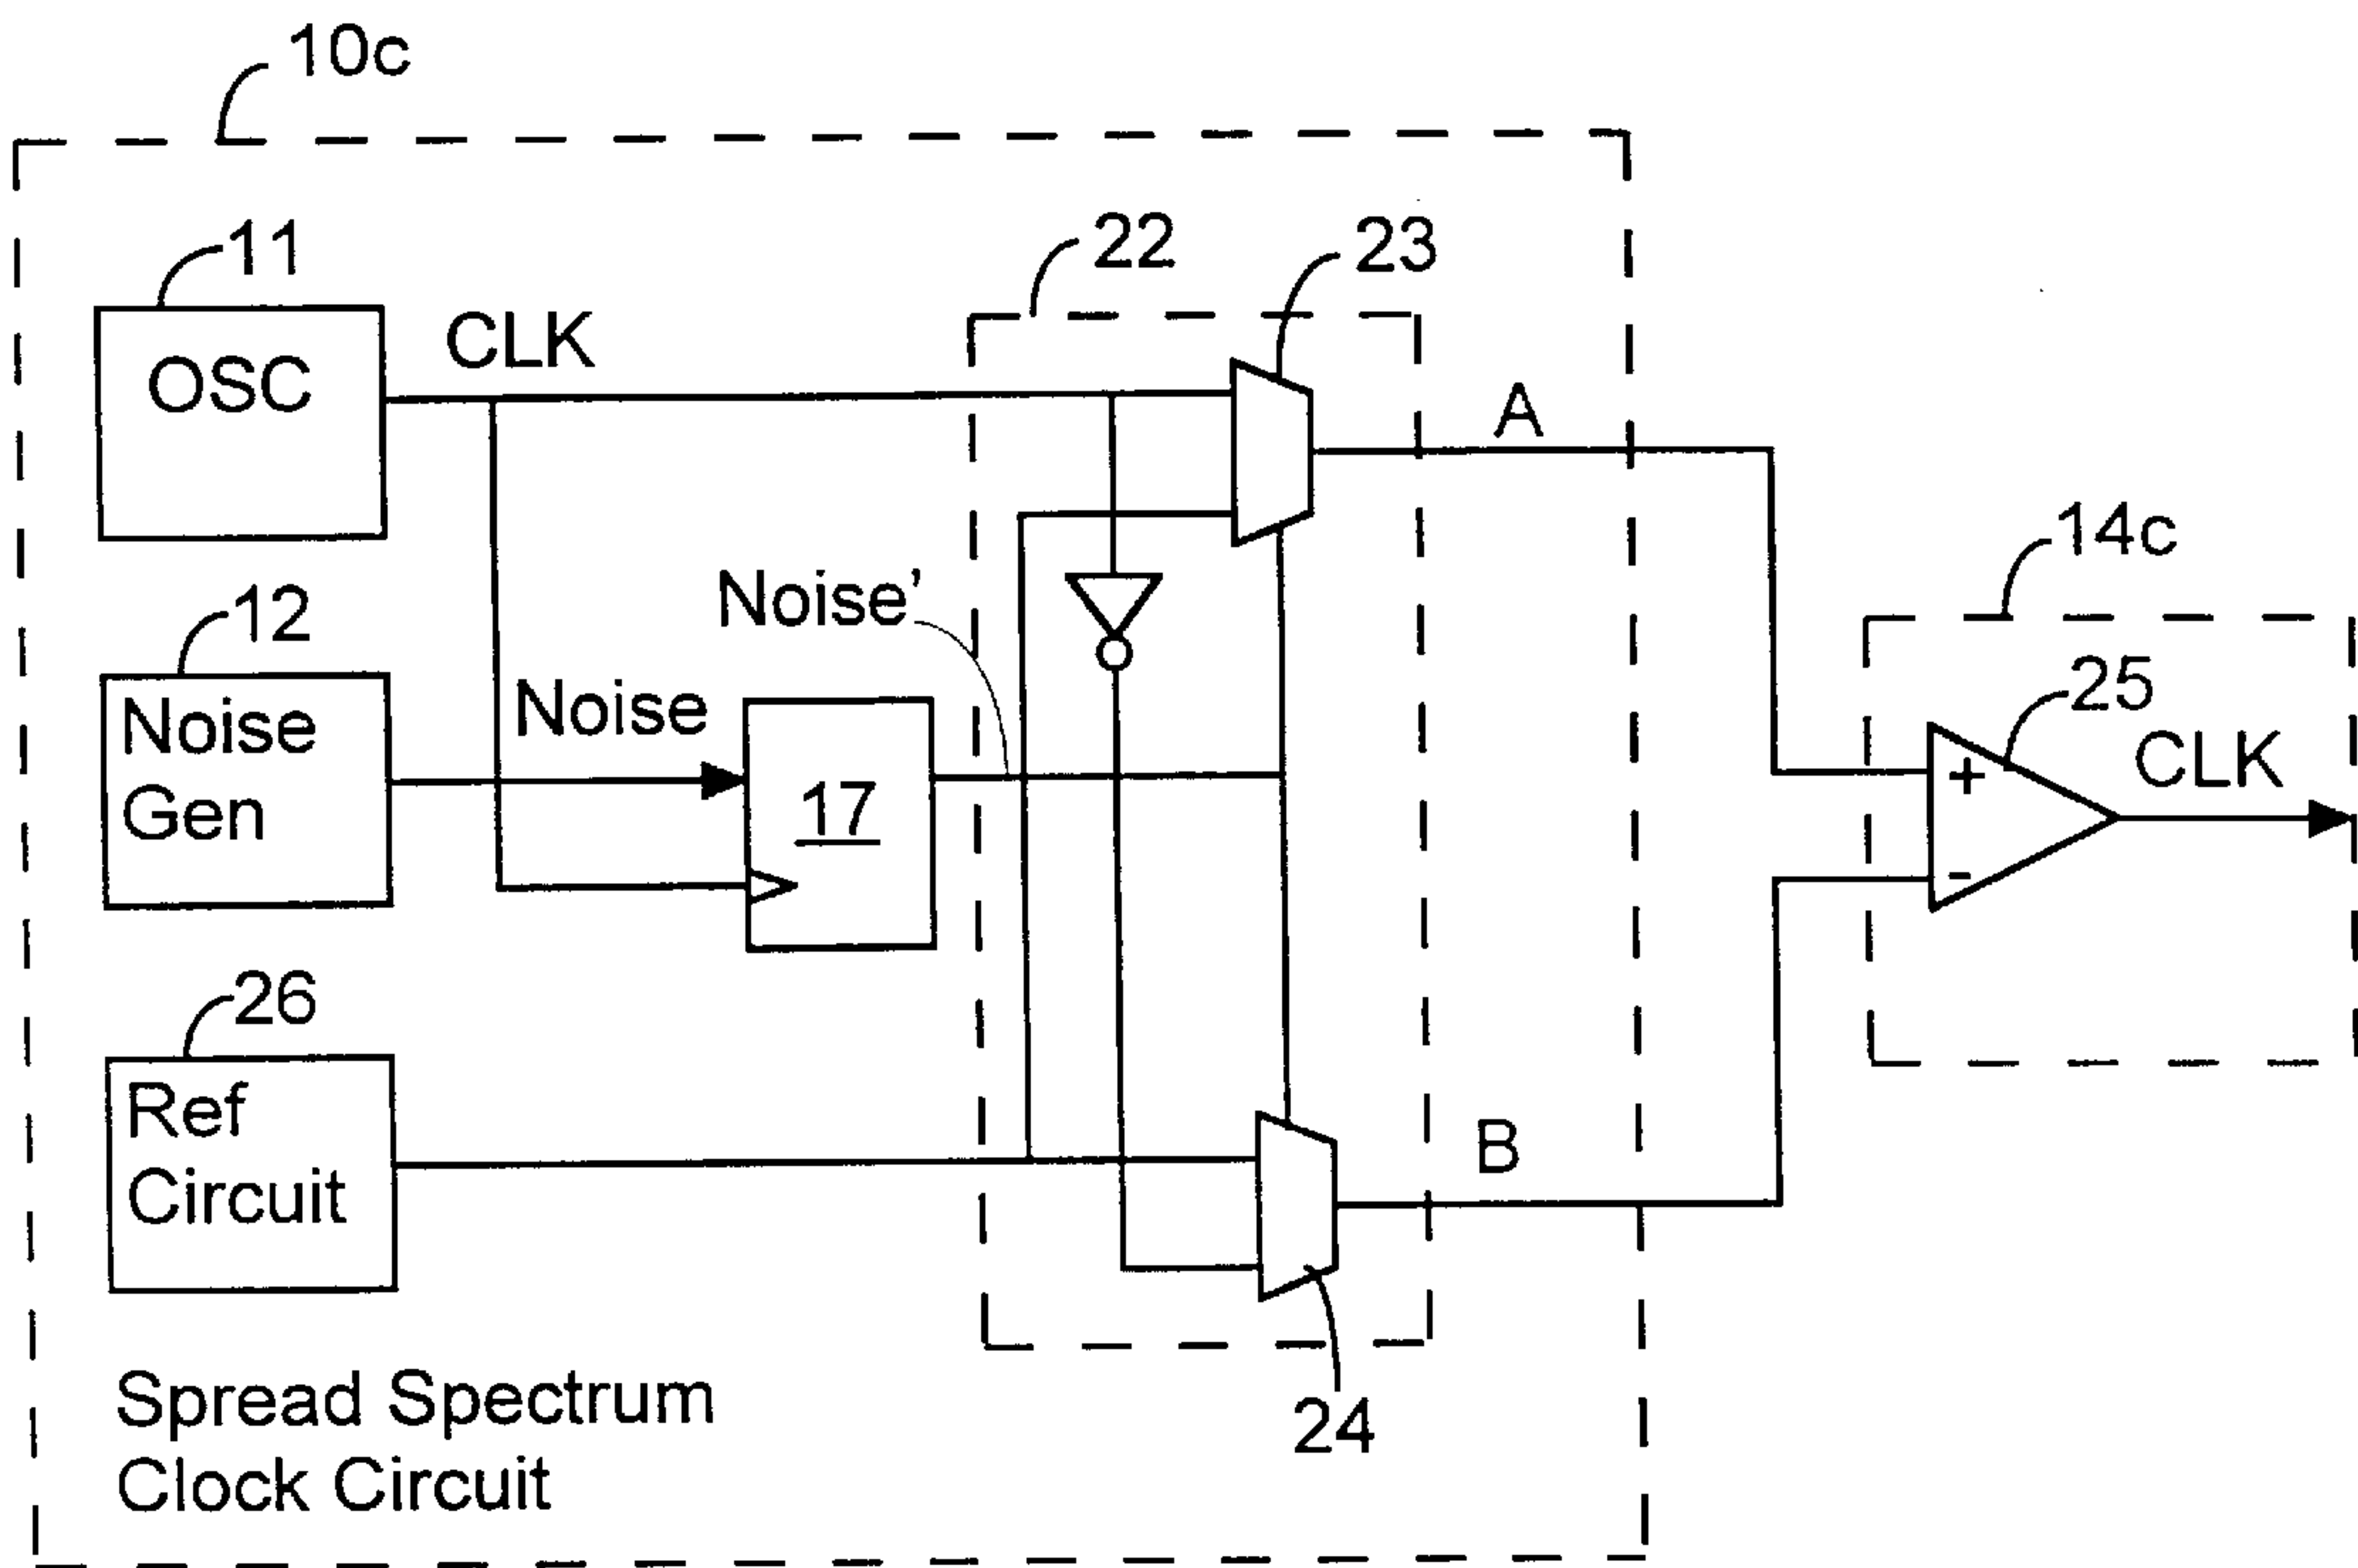 10c
11
OSC
CLK
22
23
A
12
Noise
Gen
Noise
Noise'
17
14c
25
+
-
CLK
26
Ref
Circuit
B
24
Spread Spectrum
Clock Circuit